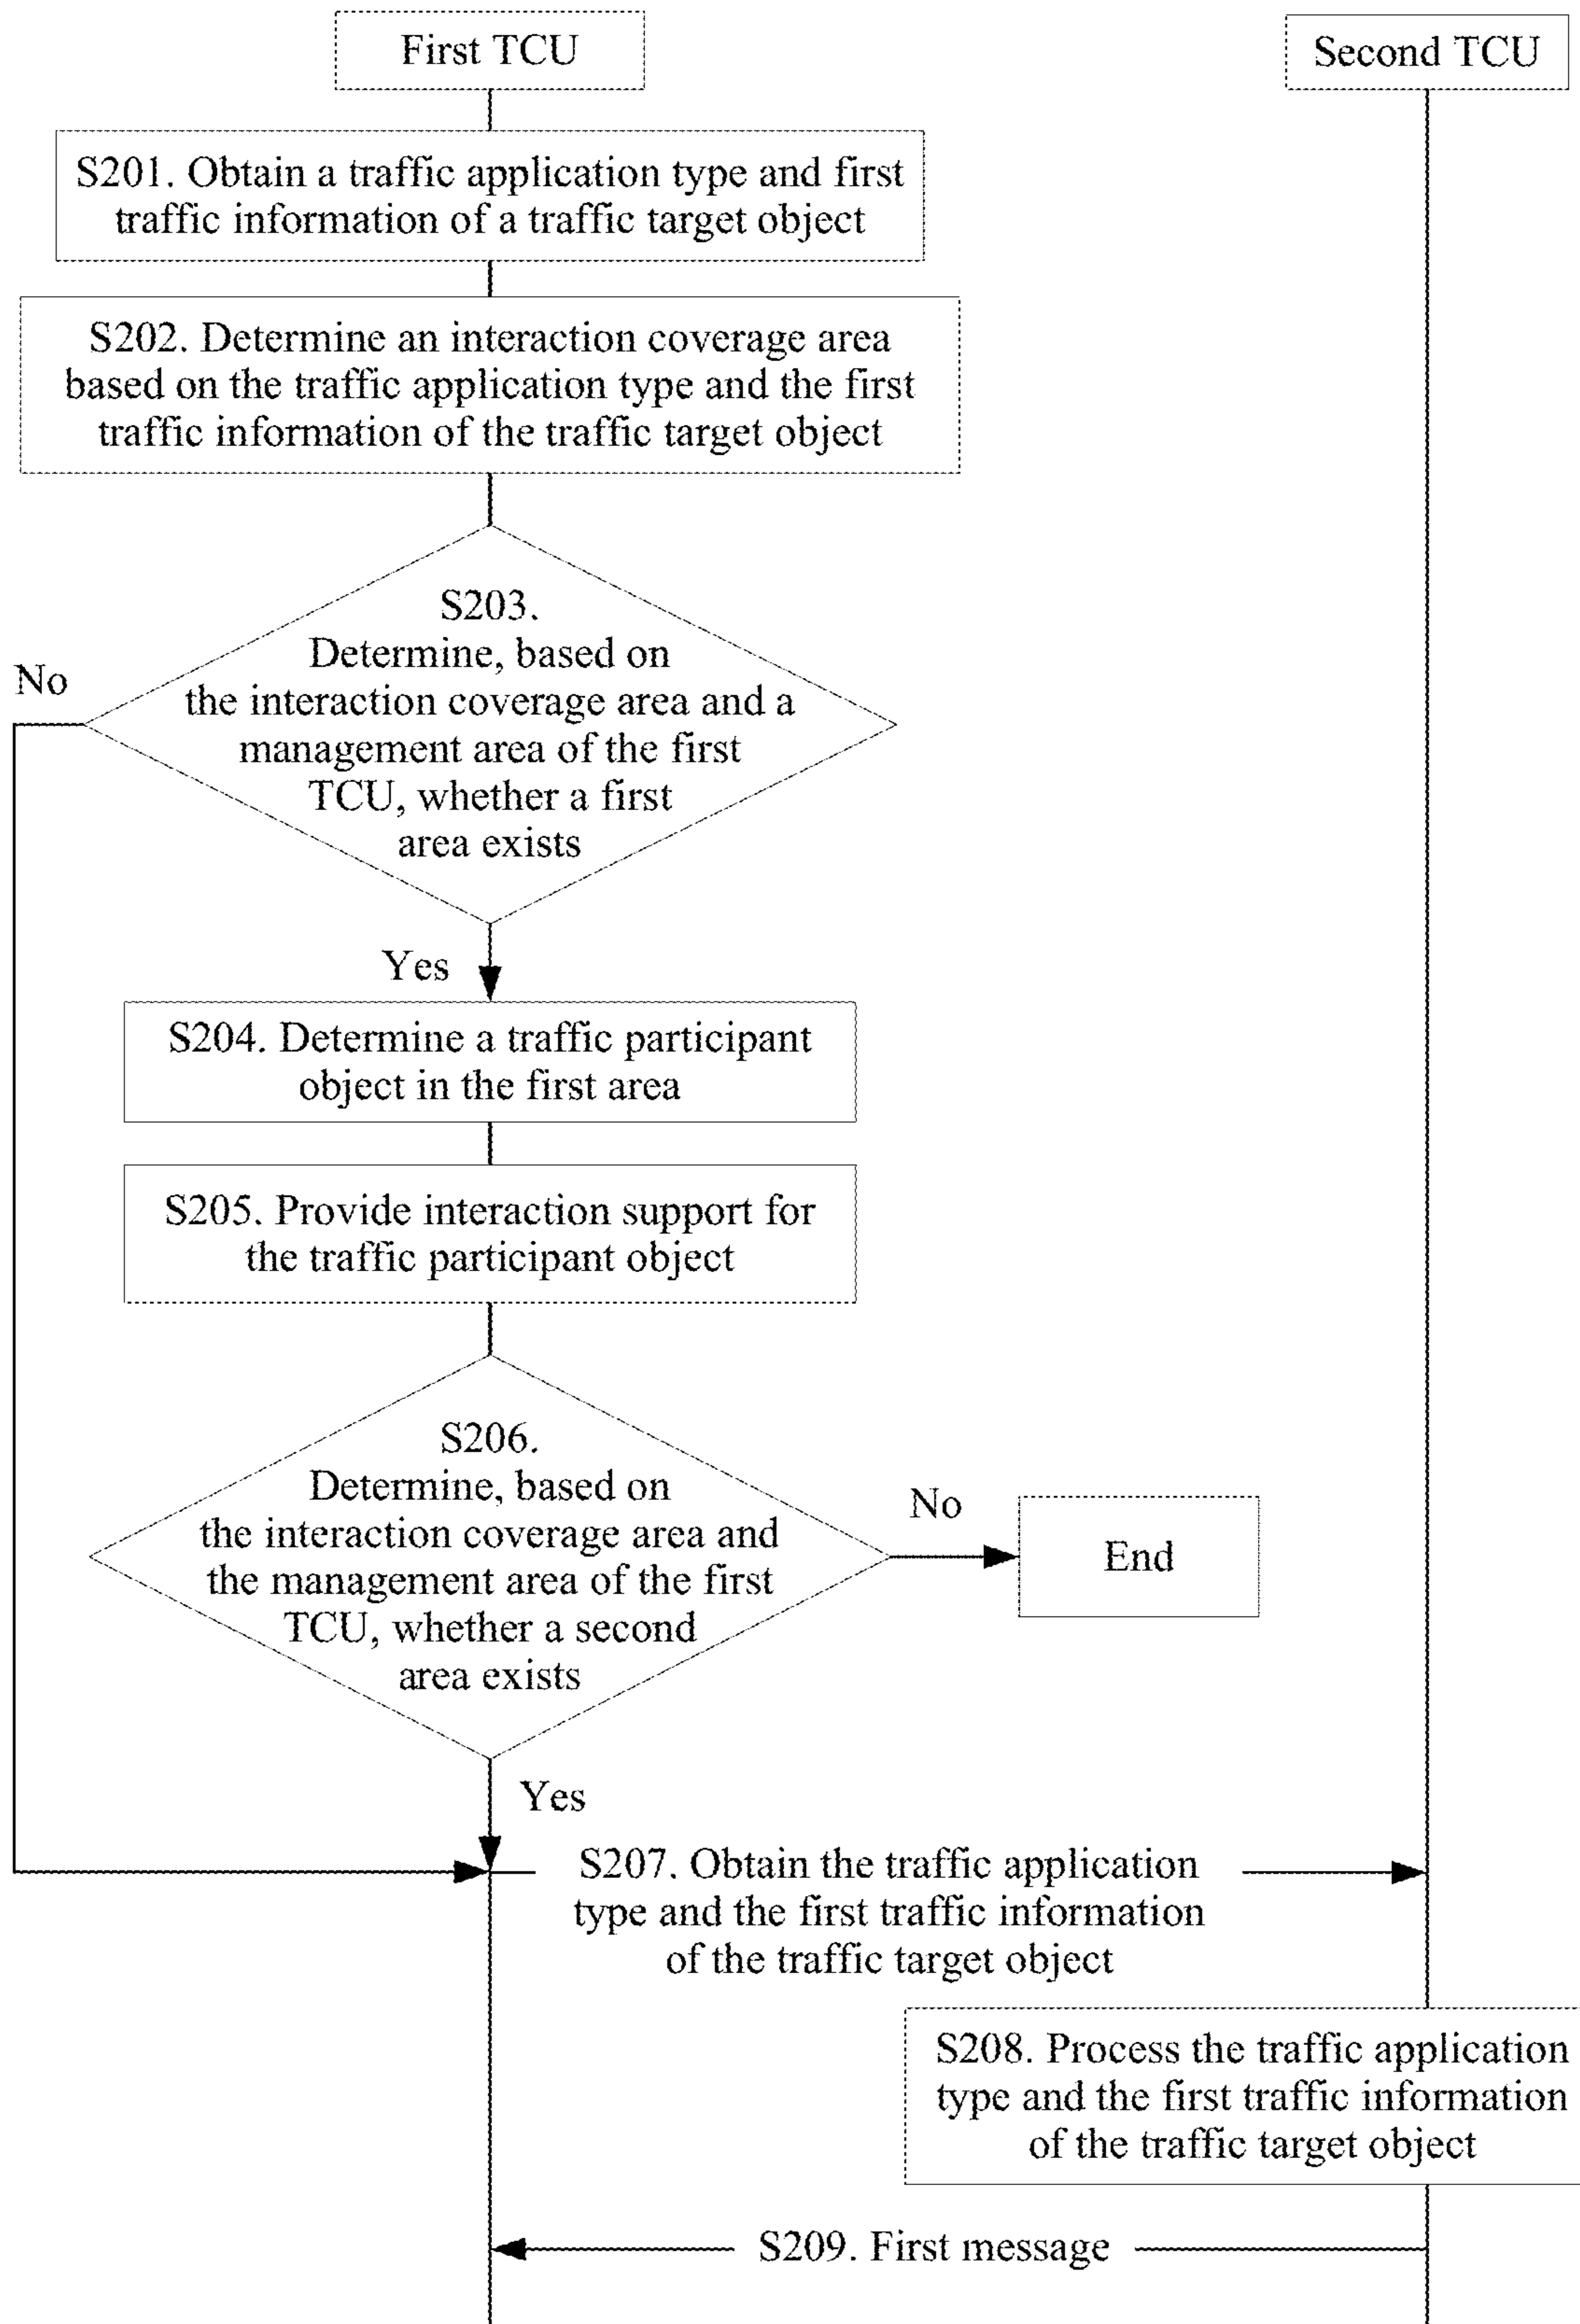 First TCU
Second TCU
S201. Obtain a traffic application type and first
traffic information of a traffic target object
S202. Determine an interaction coverage area
based on the traffic application type and the first
traffic information of the traffic target object
S203.
Determine, based on
the interaction coverage area and a
management area of the first
TCU, whether a first
area exists
No
Yes
S204. Determine a traffic participant
object in the first area
S205. Provide interaction support for
the traffic participant object
S206.
Determine, based on
the interaction coverage area and
the management area of the first
TCU, whether a second
area exists
No
End
Yes
S207. Obtain the traffic application
type and the first traffic information
of the traffic target object
S208. Process the traffic application
type and the first traffic information
of the traffic target object
S209. First message